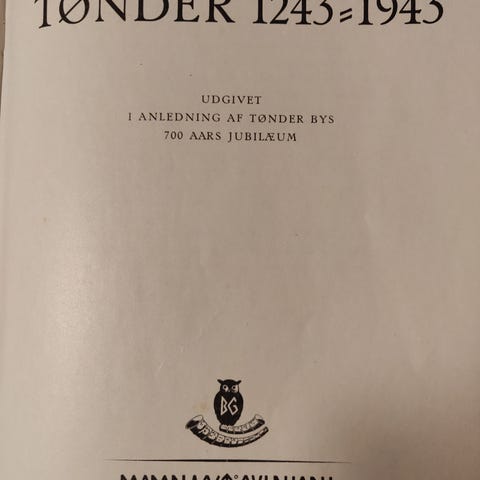 TØNDER 1243=1943
UDGIVET
I ANLEDNING AF TØNDER BYS
700 AARS JUBILÆUM
BG